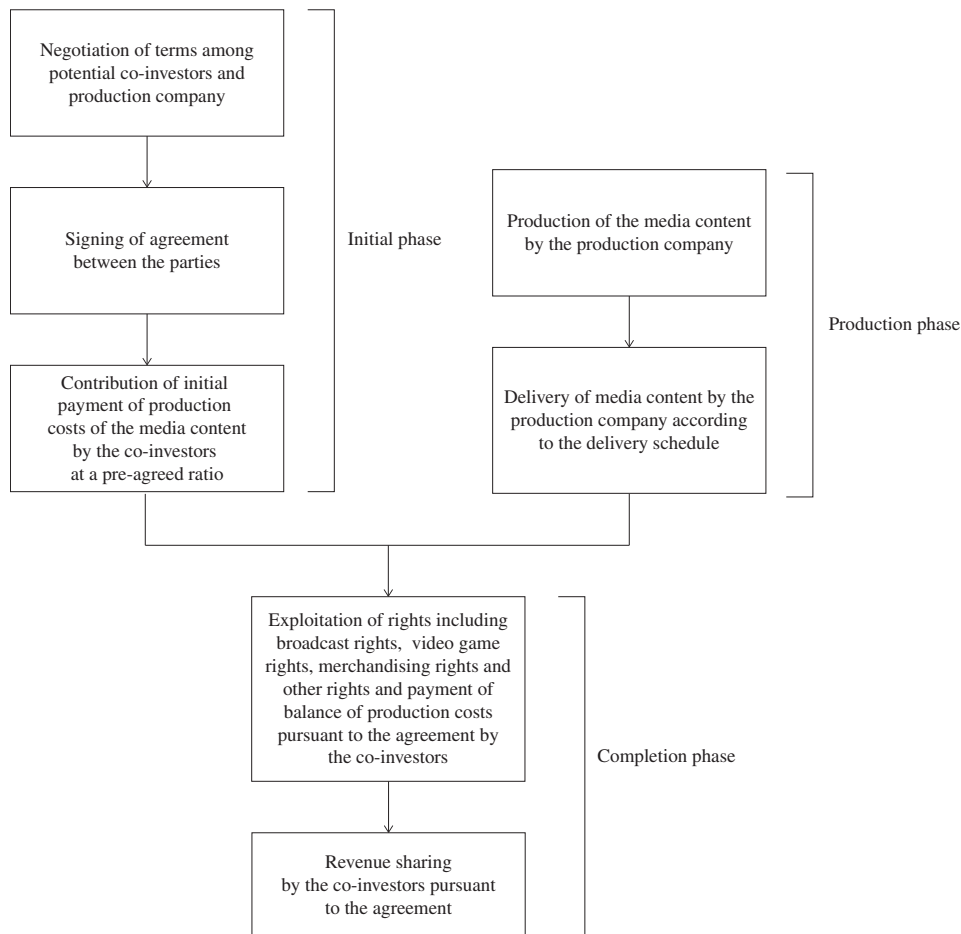 Negotiation of terms among
potential co-investors and
production company
Signing of agreement
between the parties
Contribution of initial
payment of production
costs of the media content
by the co-investors
at a pre-agreed ratio
Initial phase
Production of the media content
by the production company
Delivery of media content by the
production company according
to the delivery schedule
Production phase
Exploitation of rights including
broadcast rights, video game
rights, merchandising rights and
other rights and payment of
balance of production costs
pursuant to the agreement by
the co-investors
Revenue sharing
by the co-investors pursuant
to the agreement
Completion phase